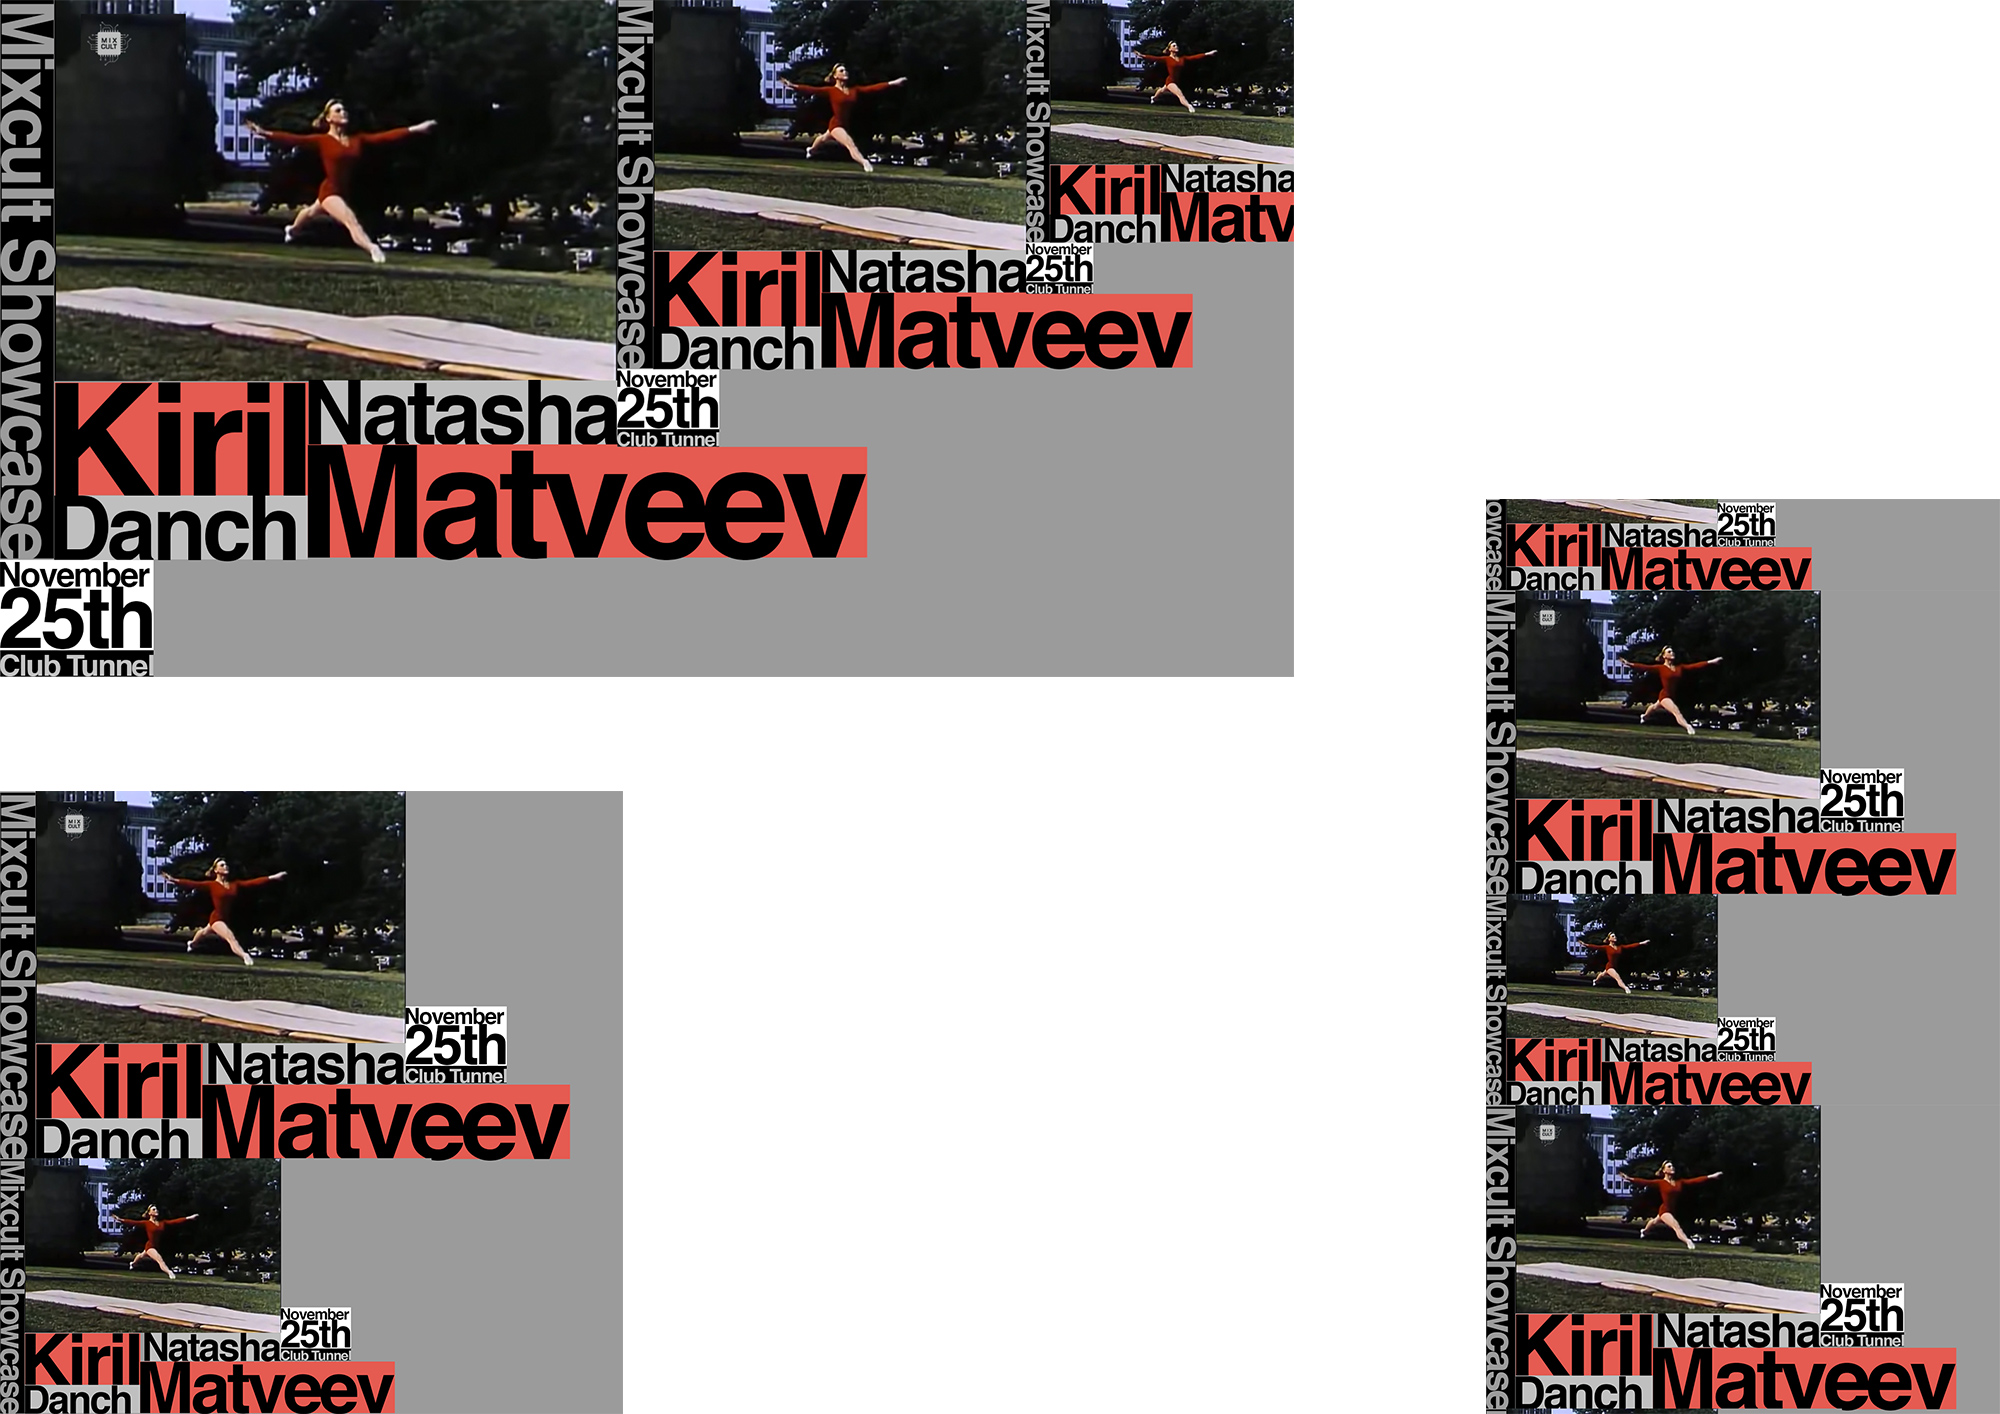 Mixcult Showcase
MIX
CULT
Kiril
Danch
Natasha
Matveev
November
25th
Club Tunnel
Mixcult Showcase
Kiril
Danch
Natasha
Matveev
November
25th
Club Tunnel
Mixcult Showcase
Kiril
Danch
Natasha
Matv
November
25th
Club Tunnel
Mixcult Showcase
MIX
CULT
Kiril
Danch
Natasha
Matveev
November
25th
Club Tunnel
Mixcult Showcase
Kiril
Danch
Natasha
Matveev
November
25th
Club Tunnel
owcase
Kiril
Danch
Natasha
Matveev
November
25th
Club Tunnel
Mixcult Showcase
MIX
CULT
Kiril
Danch
Natasha
Matveev
November
25th
Club Tunnel
Mixcult Showcase
Kiril
Danch
Natasha
Matveev
November
25th
Club Tunnel
Mixcult Showcase
MIX
CULT
Kiril
Danch
Natasha
Matveev
November
25th
Club Tunnel